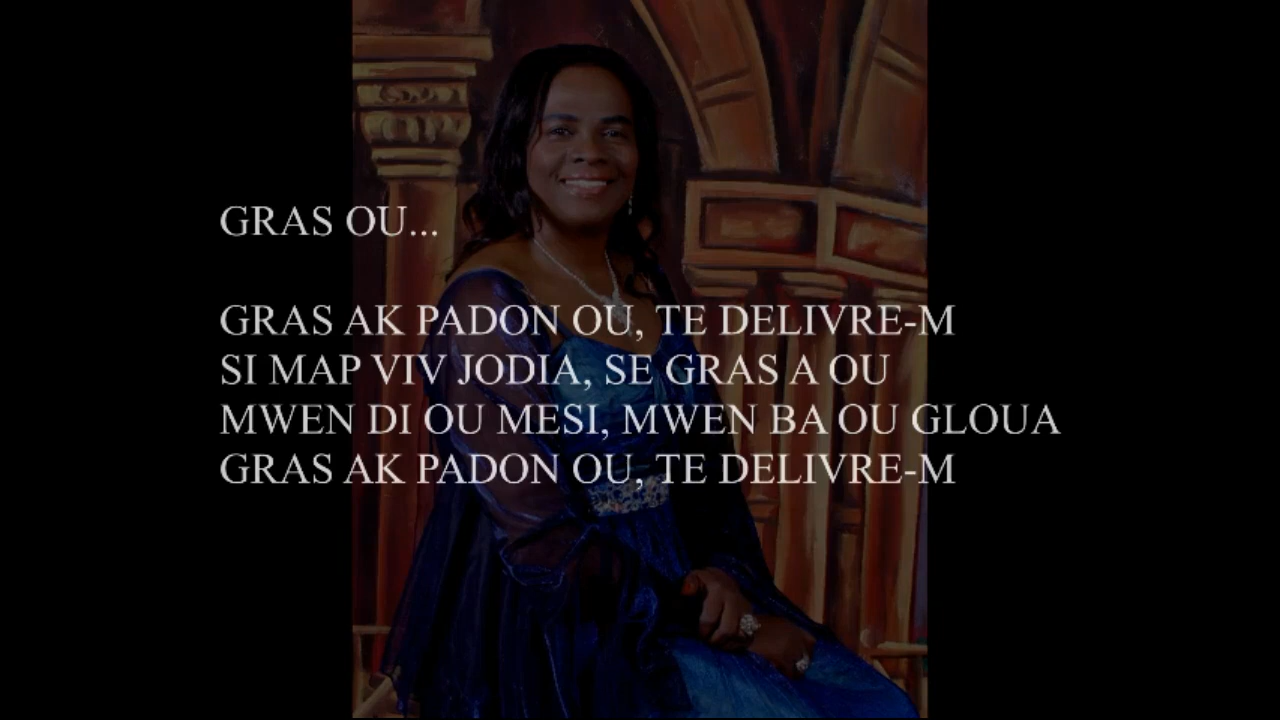 GRAS OU...
GRAS AK PADON OU, TE DELIVRE-M
SI MAP VIV JODIA, SE GRAS A OU
MWEN DI OU MESI, MWEN BA OU GLOUA
GRAS AK PADON OU, TE DELIVRE-M